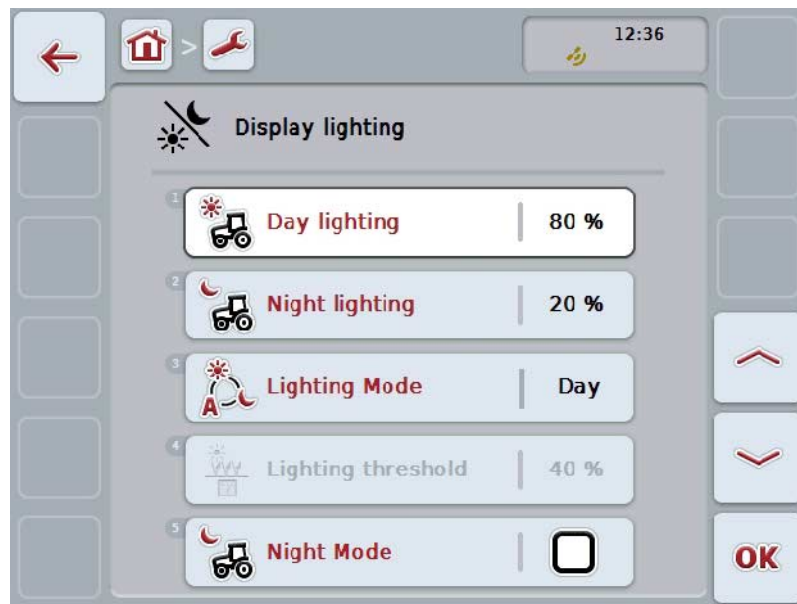 >
12:36
Display lighting
1
Day lighting 80 %
2
Night lighting 20 %
3
A Lighting Mode Day
4
Lighting threshold 40 %
5
Night Mode
OK